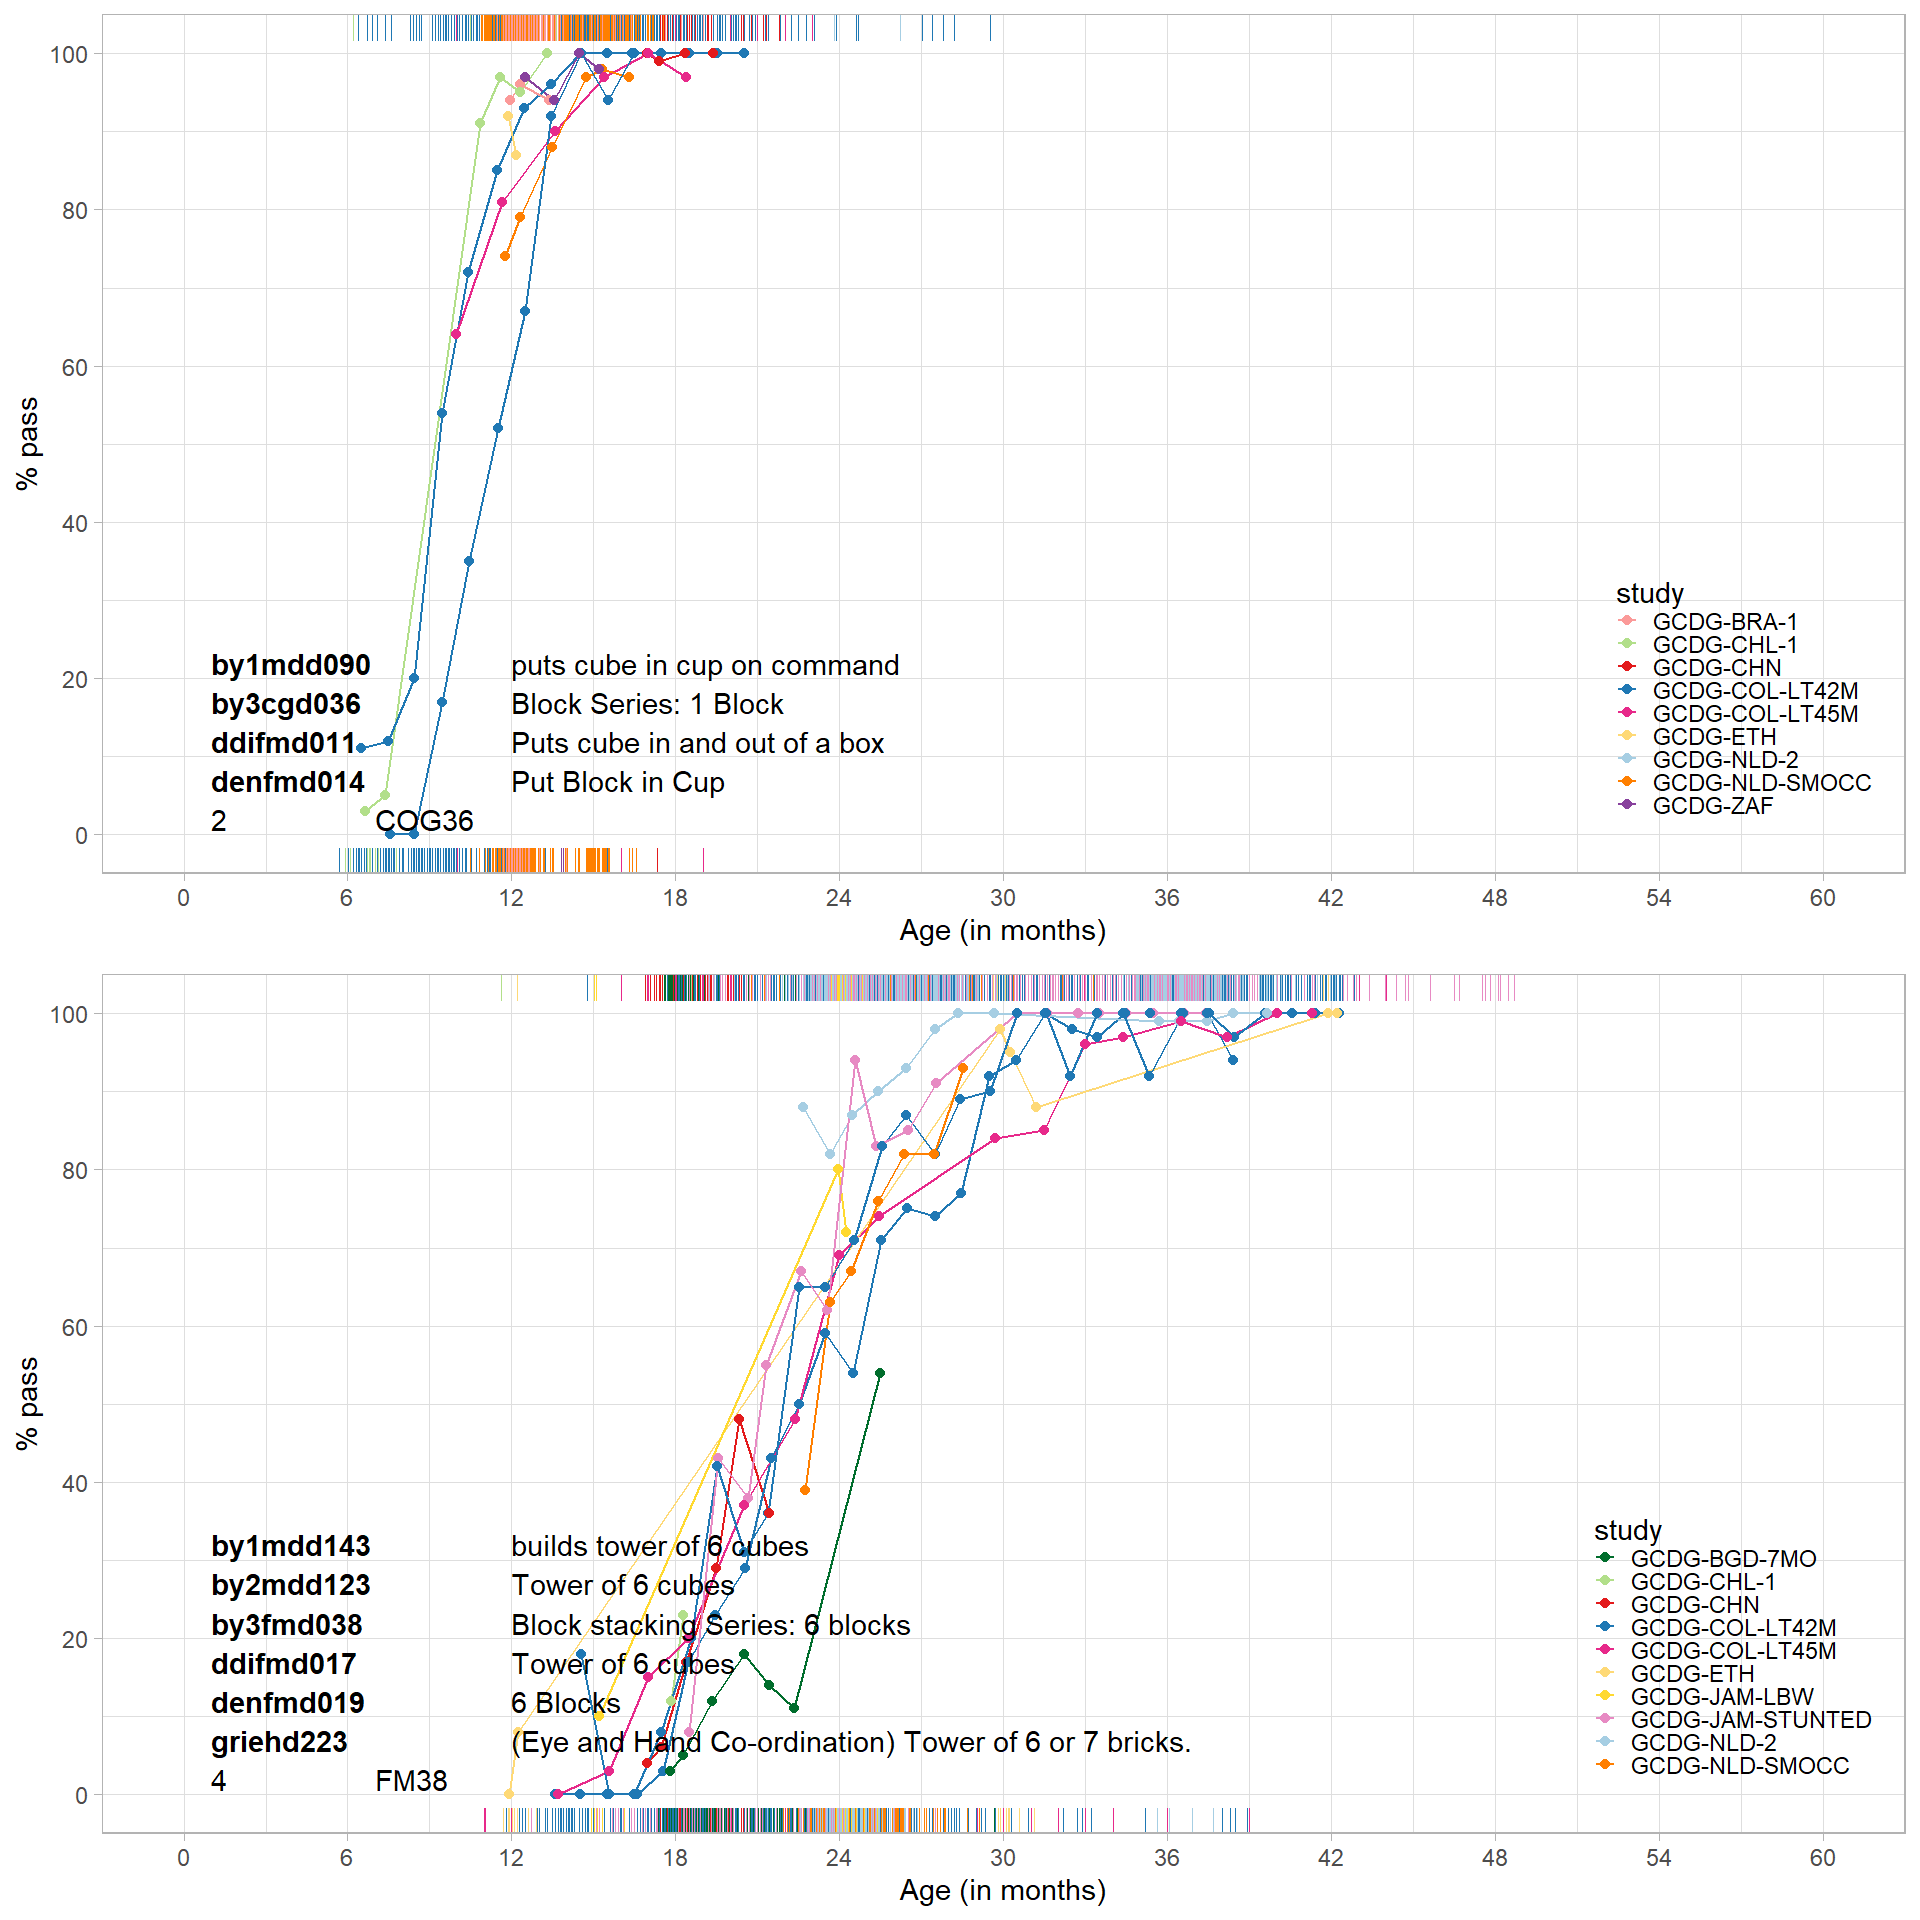 100
80
60
40
20
0
% pass
by1mdd090 puts cube in cup on command
by3cgd036 Block Series: 1 Block
ddifmd011 Puts cube in and out of a box
denfmd014 Put Block in Cup
2 COG36
study
GCDG-BRA-1
GCDG-CHL-1
GCDG-CHN
GCDG-COL-LT42M
GCDG-COL-LT45M
GCDG-ETH
GCDG-NLD-2
GCDG-NLD-SMOCC
GCDG-ZAF
0 6 12 18 24 30 36 42 48 54 60
Age (in months)
100
80
60
40
20
0
% pass
by1mdd143 builds tower of 6 cubes
by2mdd123 Tower of 6 cubes
by3fmd038 Block stacking Series: 6 blocks
ddifmd017 Tower of 6 cubes
denfmd019 6 Blocks
griehd223 (Eye and Hand Co-ordination) Tower of 6 or 7 bricks.
4 FM38
study
GCDG-BGD-7MO
GCDG-CHL-1
GCDG-CHN
GCDG-COL-LT42M
GCDG-COL-LT45M
GCDG-ETH
GCDG-JAM-LBW
GCDG-JAM-STUNTED
GCDG-NLD-2
GCDG-NLD-SMOCC
0 6 12 18 24 30 36 42 48 54 60
Age (in months)